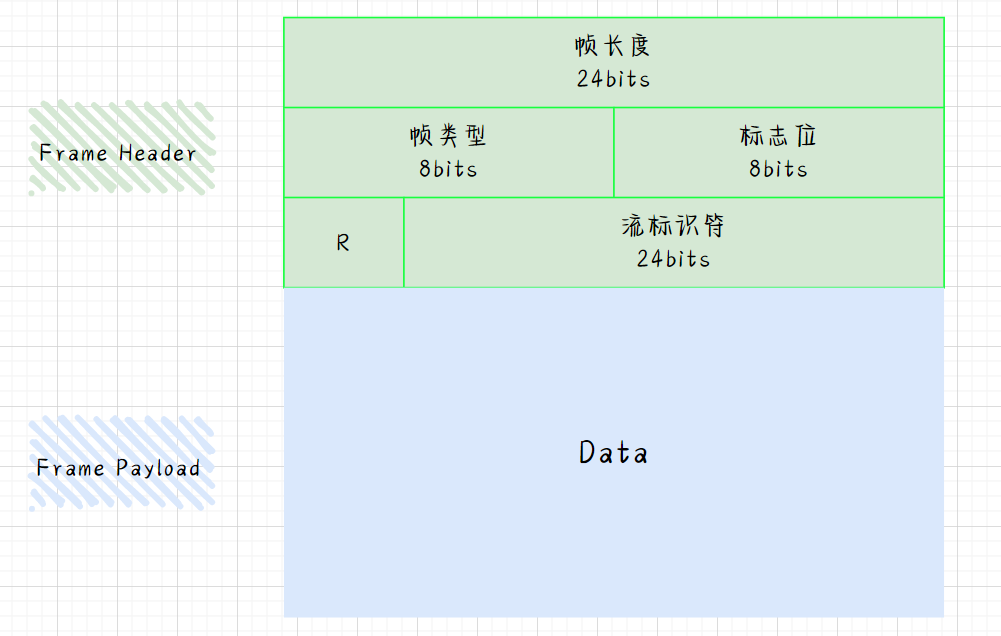 帧长度
24bits
Frame Header
帧类型
8bits
标志位
8bits
R
流标识符
24bits
Frame Payload
Data